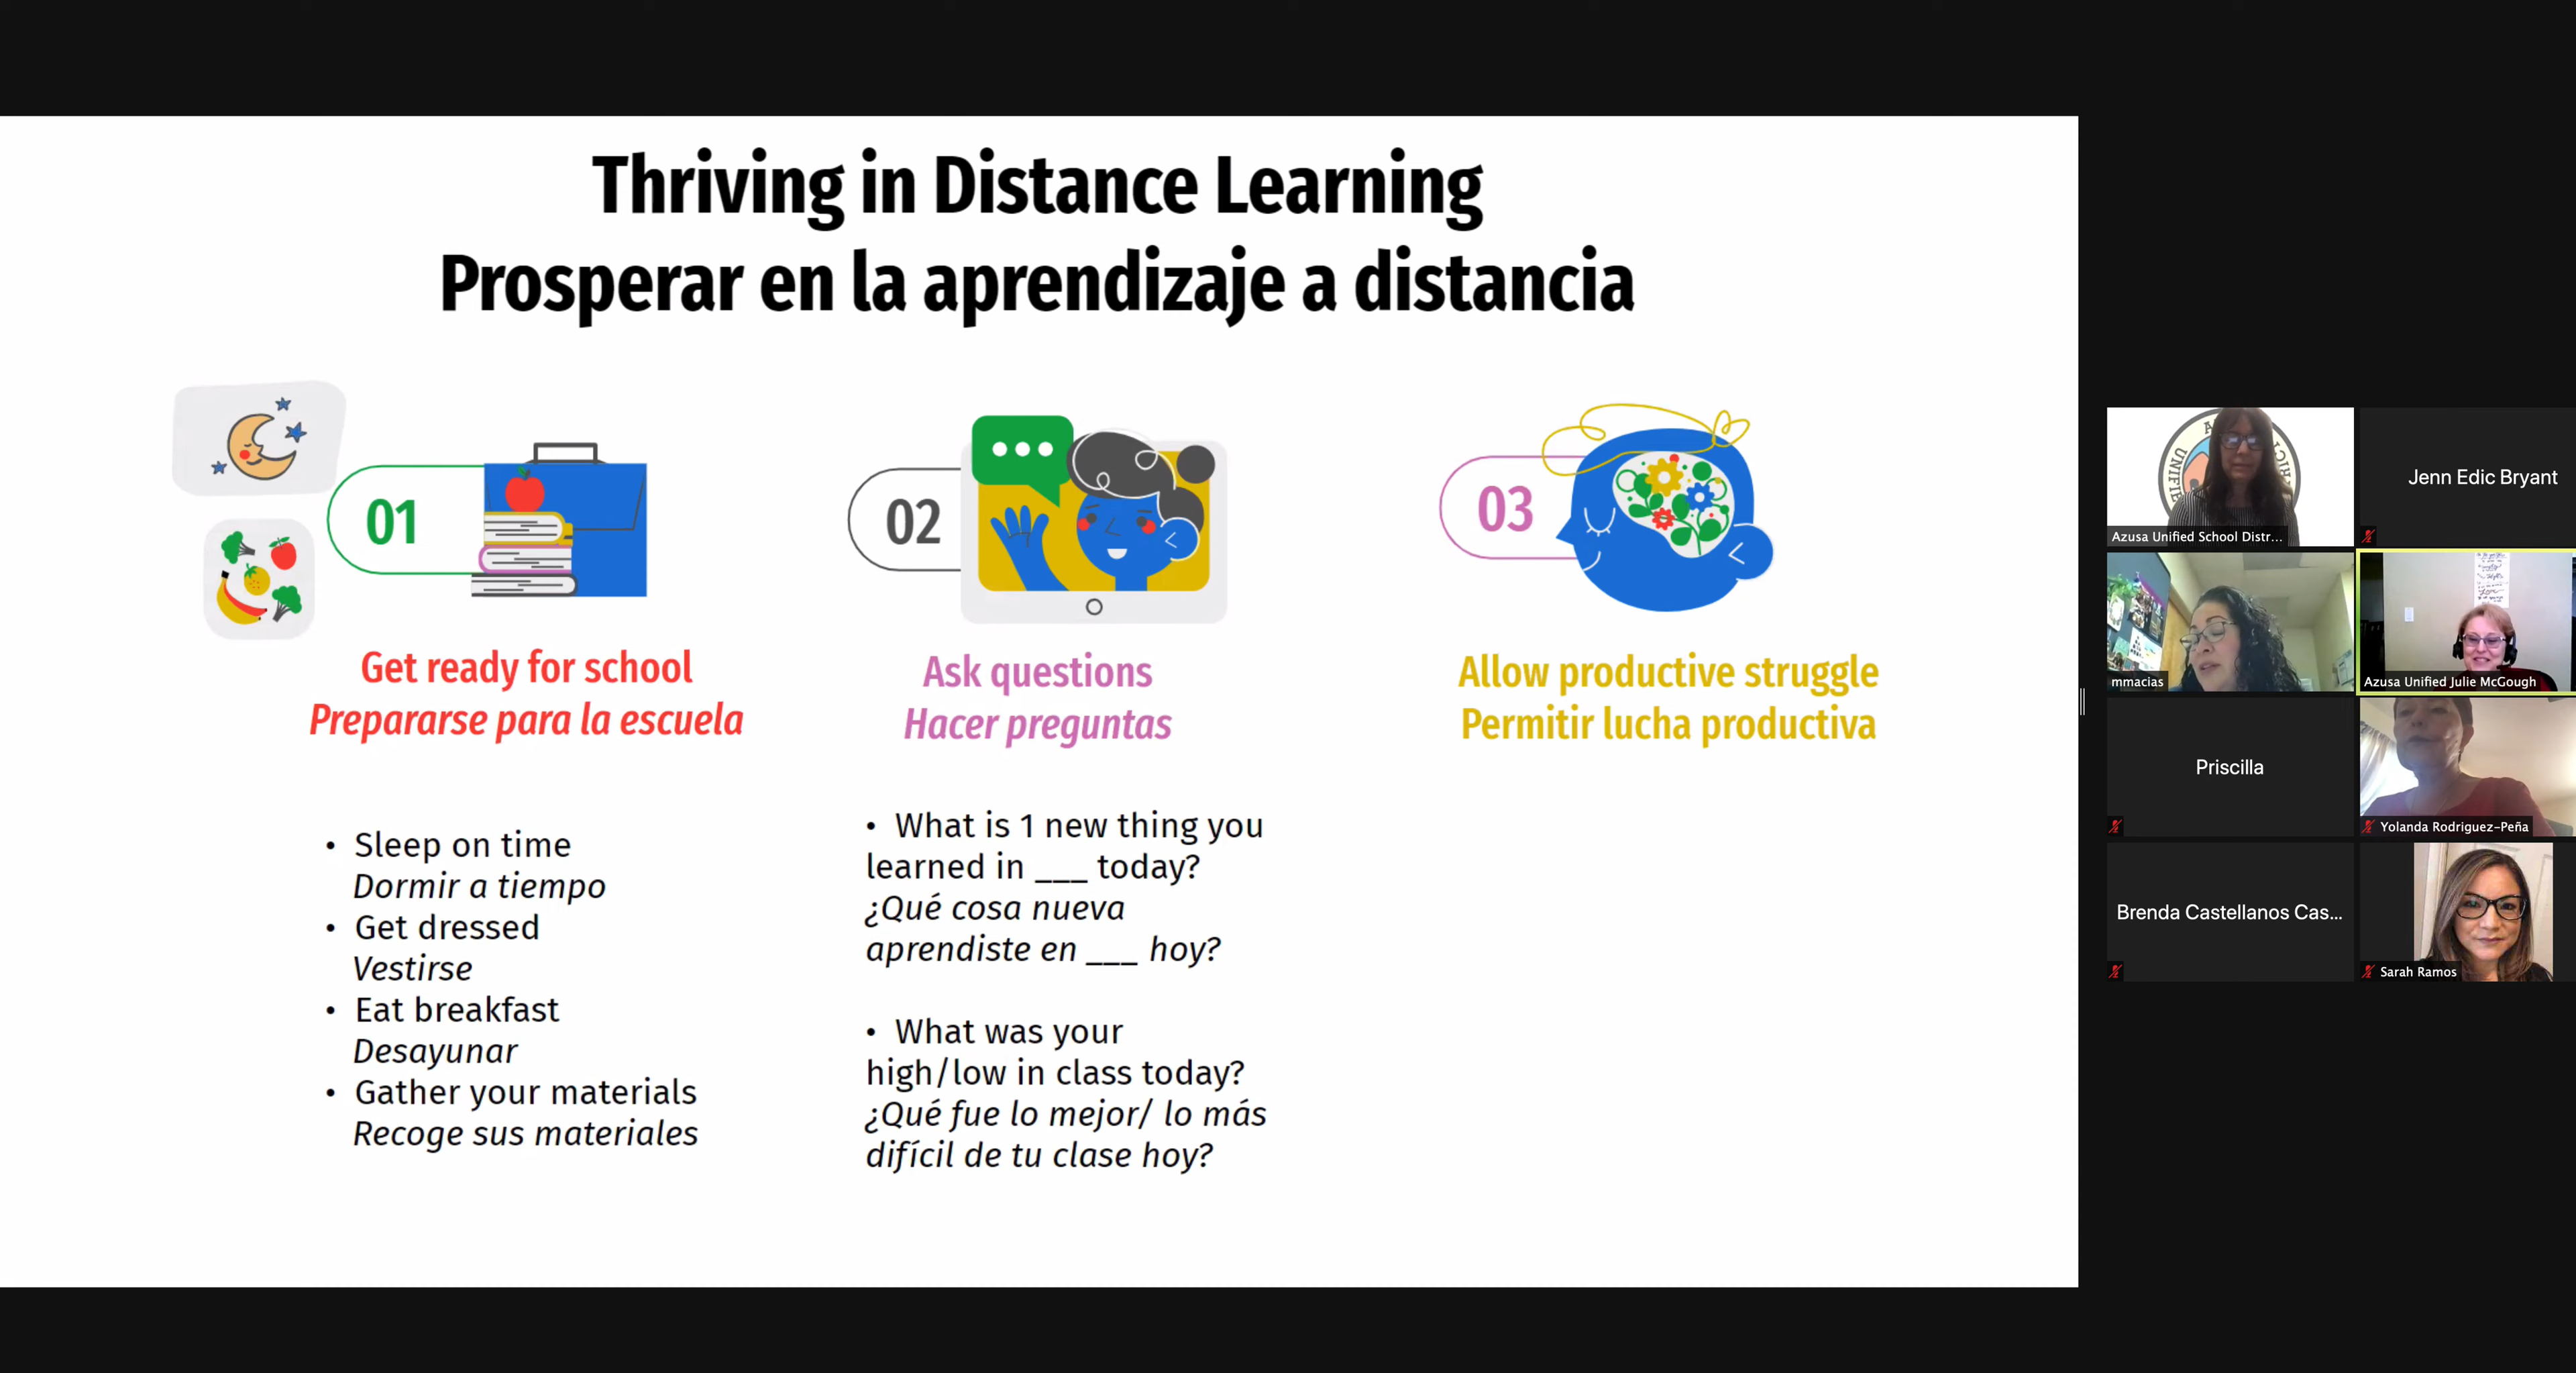 Thriving in Distance Learning
Prosperar en la aprendizaje a distancia
01
Get ready for school
Prepararse para la escuela
• Sleep on time
Dormir a tiempo
• Get dressed
Vestirse
• Eat breakfast
Desayunar
• Gather your materials
Recoge sus materiales
02
Ask questions
Hacer preguntas
• What is 1 new thing you
learned in ___ today?
¿Qué cosa nueva
aprendiste en ___ hoy?
• What was your
high/low in class today?
¿Qué fue lo mejor/ lo más
difícil de tu clase hoy?
03
Allow productive struggle
Permitir lucha productiva
Azusa Unified School Distr...
Jenn Edic Bryant
mmacias
Azusa Unified Julie McGough
Priscilla
Yolanda Rodriguez-Peña
Brenda Castellanos Cas...
Sarah Ramos